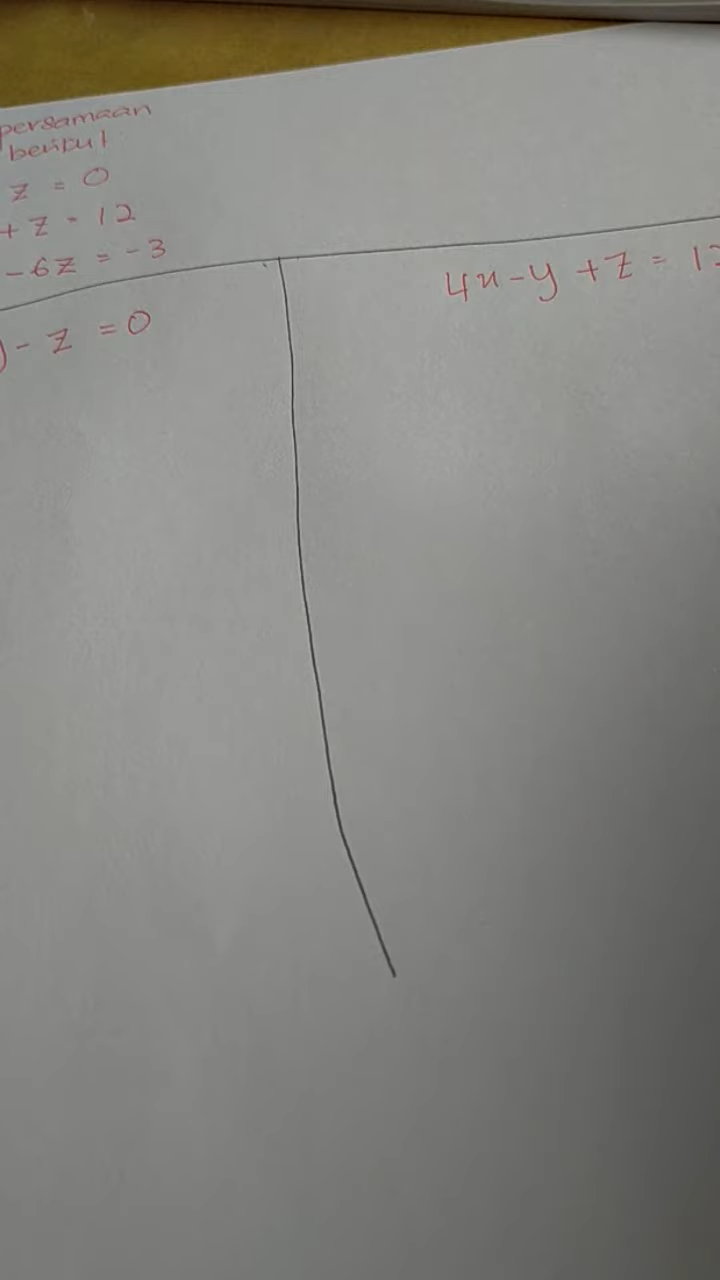 persamaan
berikut
z = 0
+ z = 12
- 6z = -3
- z = 0
4x - y + z = 1